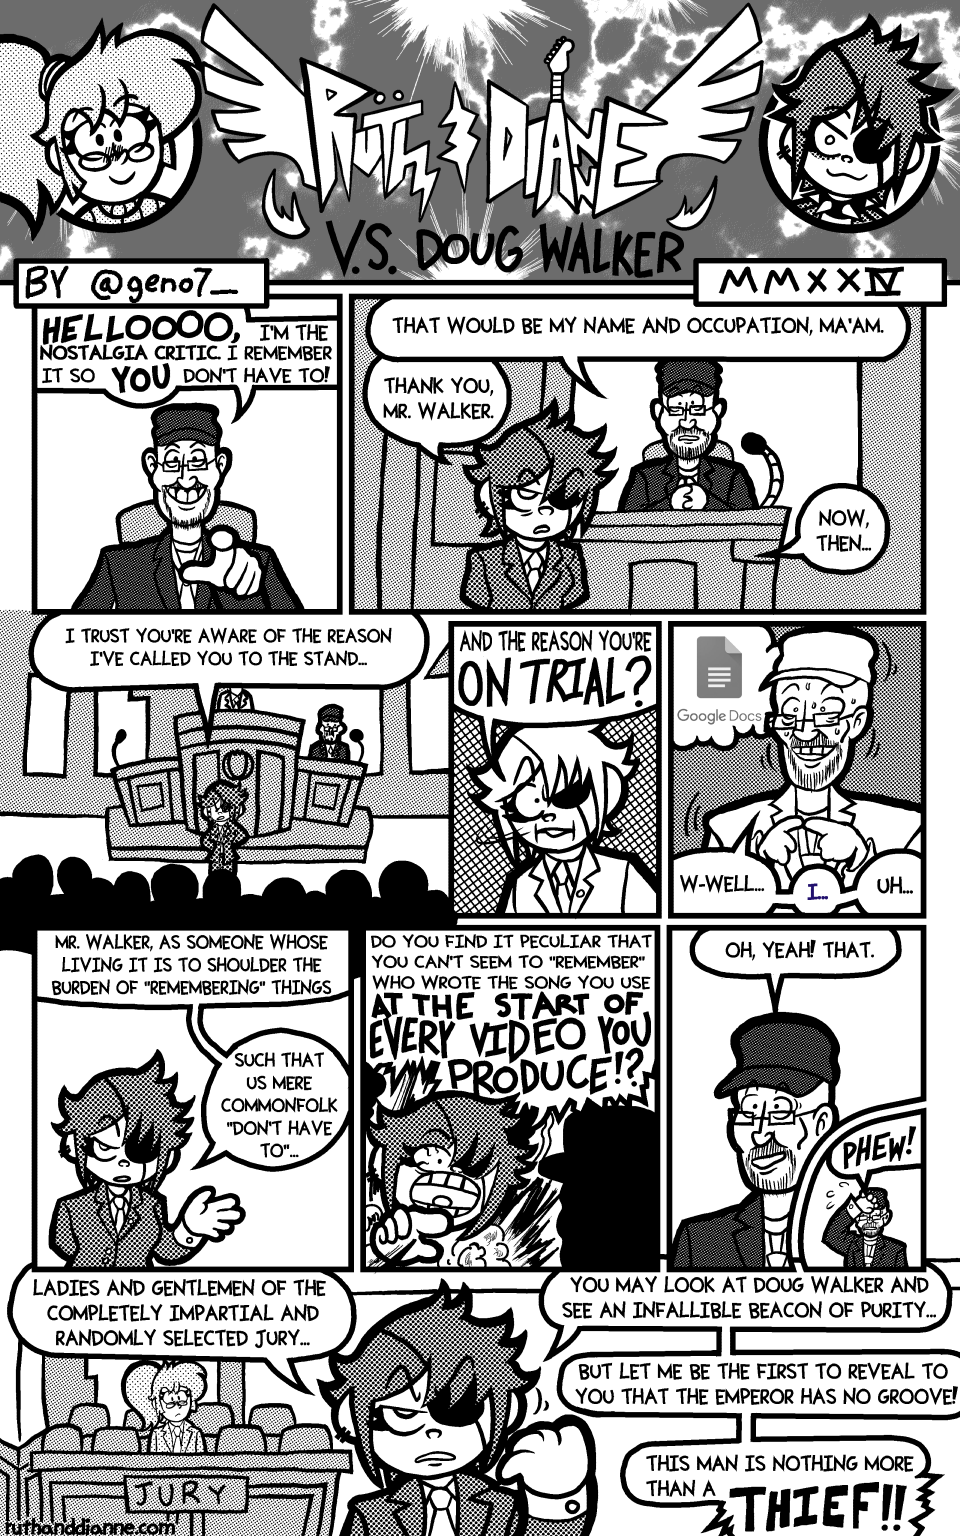 RÜTH & DIANNE
V.S. DOUG WALKER
BY @geno7__
MMXXIV
HELLOOOO, I'M THE
NOSTALGIA CRITIC. I REMEMBER
IT SO YOU DON'T HAVE TO!
THAT WOULD BE MY NAME AND OCCUPATION, MA'AM.
THANK YOU,
MR. WALKER.
NOW,
THEN...
I TRUST YOU'RE AWARE OF THE REASON
I'VE CALLED YOU TO THE STAND...
AND THE REASON YOU'RE
ON TRIAL?
Google Docs
W-WELL...
I...
UH...
MR. WALKER, AS SOMEONE WHOSE
LIVING IT IS TO SHOULDER THE
BURDEN OF "REMEMBERING" THINGS
SUCH THAT
US MERE
COMMONFOLK
"DON'T HAVE
TO"...
DO YOU FIND IT PECULIAR THAT
YOU CAN'T SEEM TO "REMEMBER"
WHO WROTE THE SONG YOU USE
AT THE START OF
EVERY VIDEO YOU
PRODUCE!?
OH, YEAH! THAT.
PHEW!
LADIES AND GENTLEMEN OF THE
COMPLETELY IMPARTIAL AND
RANDOMLY SELECTED JURY...
YOU MAY LOOK AT DOUG WALKER AND
SEE AN INFALLIBLE BEACON OF PURITY...
BUT LET ME BE THE FIRST TO REVEAL TO
YOU THAT THE EMPEROR HAS NO GROOVE!
THIS MAN IS NOTHING MORE
THAN A THIEF!!
JURY
ruthanddianne.com